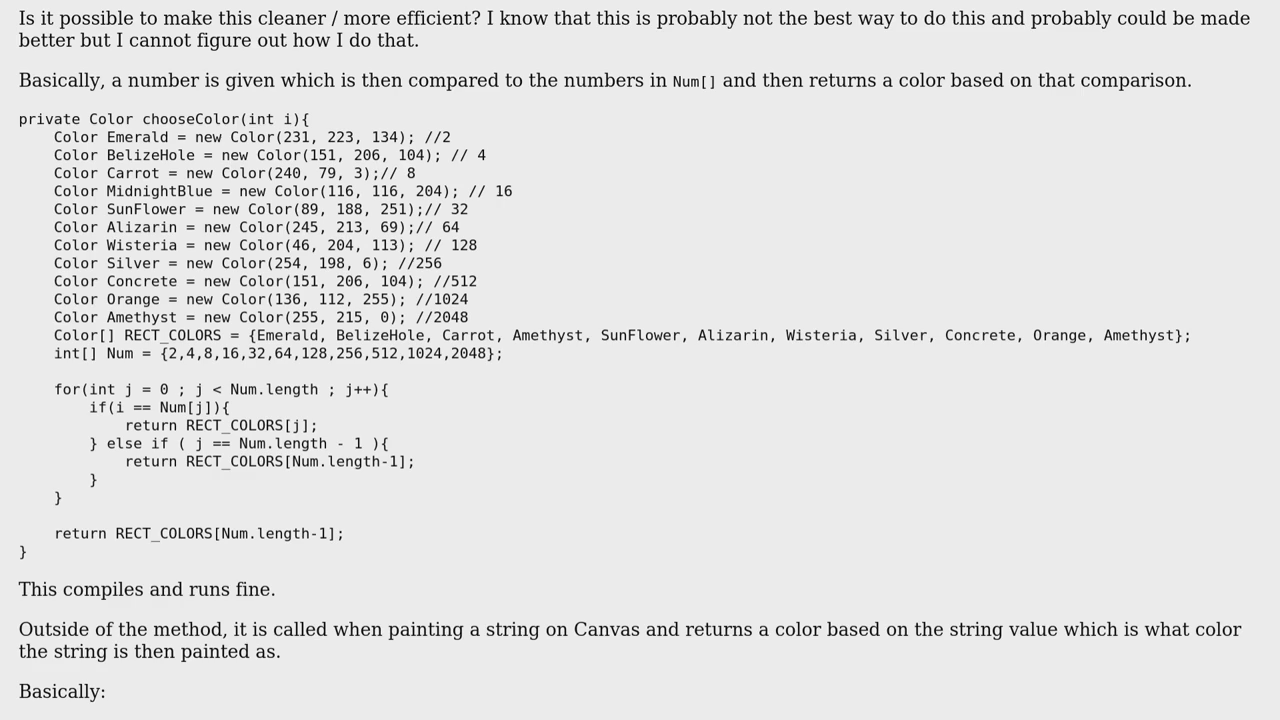 Is it possible to make this cleaner / more efficient? I know that this is probably not the best way to do this and probably could be made
better but I cannot figure out how I do that.
Basically, a number is given which is then compared to the numbers in Num[] and then returns a color based on that comparison.
private Color chooseColor(int i){
    Color Emerald = new Color(231, 223, 134); //2
    Color BelizeHole = new Color(151, 206, 104); // 4
    Color Carrot = new Color(240, 79, 3);// 8
    Color MidnightBlue = new Color(116, 116, 204); // 16
    Color SunFlower = new Color(89, 188, 251);// 32
    Color Alizarin = new Color(245, 213, 69);// 64
    Color Wisteria = new Color(46, 204, 113); // 128
    Color Silver = new Color(254, 198, 6); //256
    Color Concrete = new Color(151, 206, 104); //512
    Color Orange = new Color(136, 112, 255); //1024
    Color Amethyst = new Color(255, 215, 0); //2048
    Color[] RECT_COLORS = {Emerald, BelizeHole, Carrot, Amethyst, SunFlower, Alizarin, Wisteria, Silver, Concrete, Orange, Amethyst};
    int[] Num = {2,4,8,16,32,64,128,256,512,1024,2048};
    for(int j = 0 ; j < Num.length ; j++){
        if(i == Num[j]){
            return RECT_COLORS[j];
        } else if ( j == Num.length - 1 ){
            return RECT_COLORS[Num.length-1];
        }
    }
    return RECT_COLORS[Num.length-1];
}
This compiles and runs fine.
Outside of the method, it is called when painting a string on Canvas and returns a color based on the string value which is what color
the string is then painted as.
Basically: